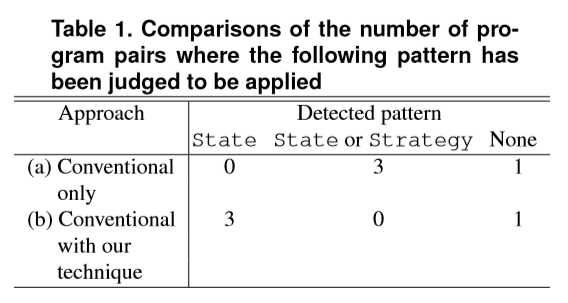 Table 1. Comparisons of the number of pro-
gram pairs where the following pattern has
been judged to be applied
Approach Detected pattern
State State or Strategy None
(a) Conventional 0 3 1
only
(b) Conventional 3 0 1
with our
technique